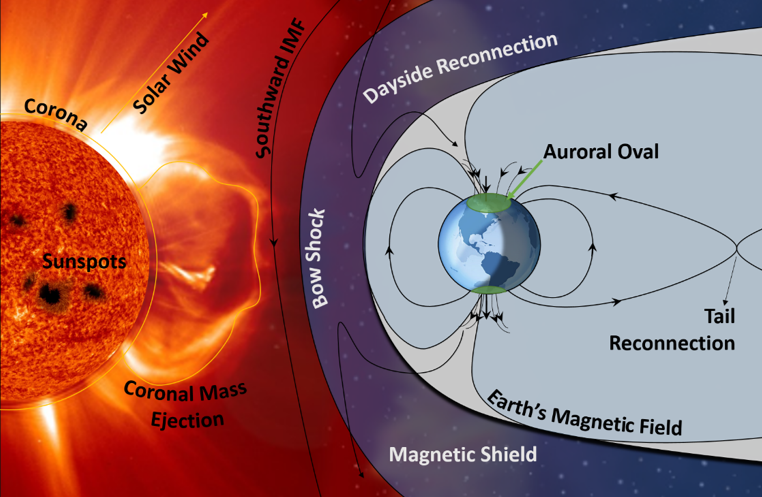 Solar Wind
Corona
Southward IMF
Dayside Reconnection
Auroral Oval
Sunspots
Bow Shock
Tail
Reconnection
Coronal Mass
Ejection
Earth's Magnetic Field
Magnetic Shield